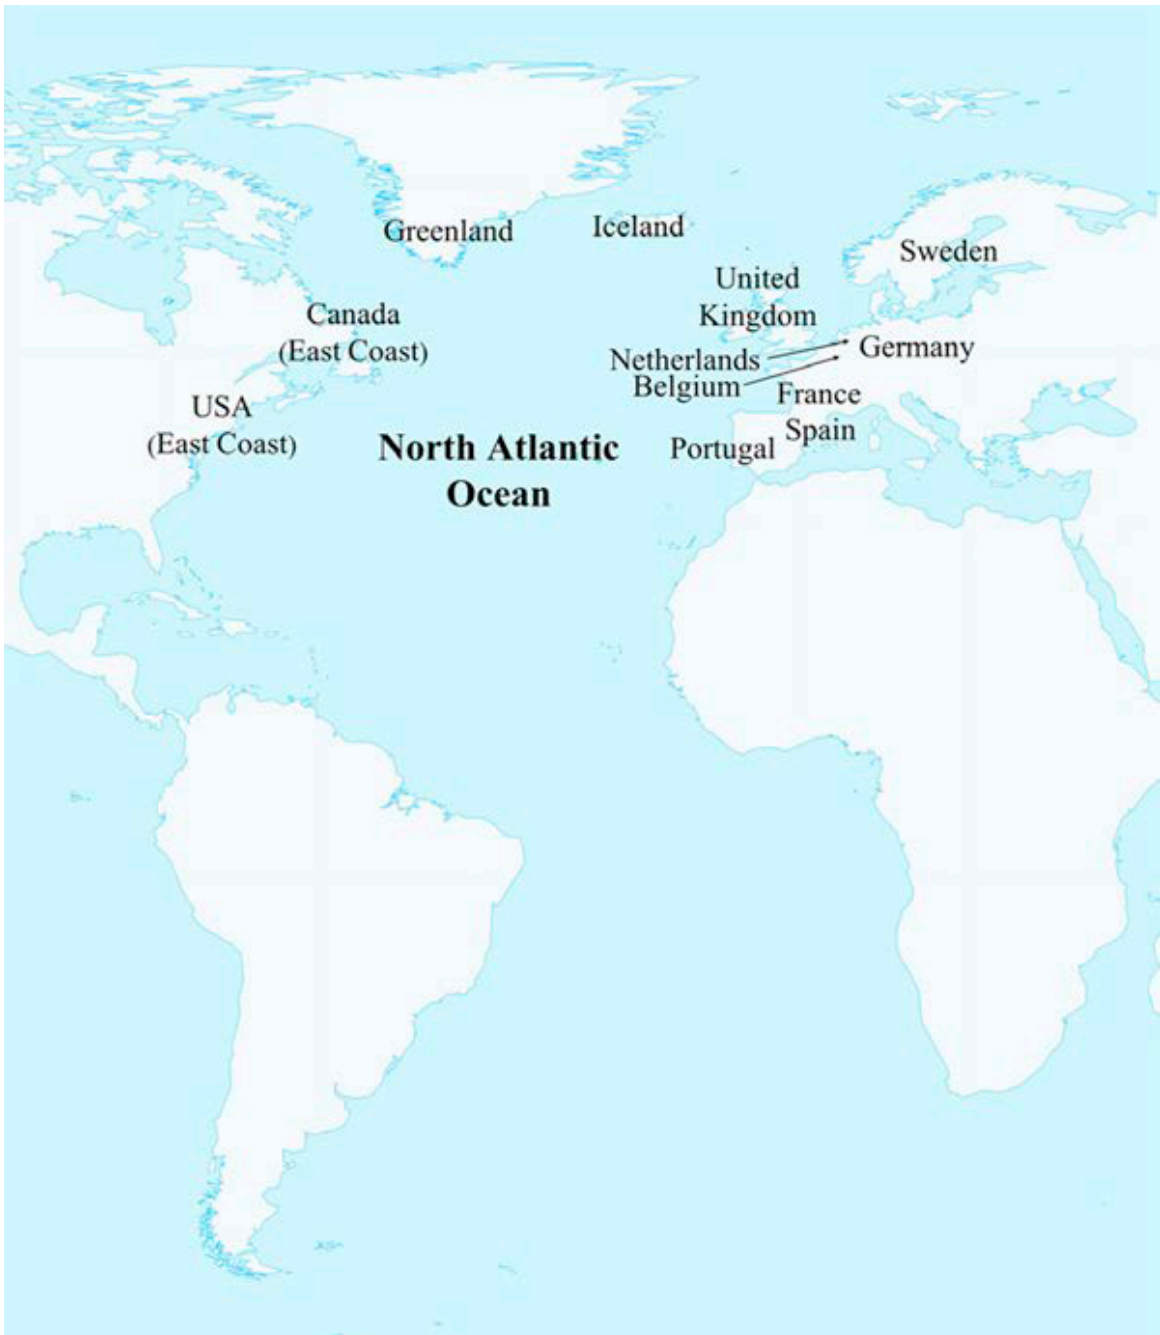 Greenland
Iceland
Sweden
United
Kingdom
Canada
(East Coast)
Netherlands
Belgium
Germany
France
Spain
USA
(East Coast)
North Atlantic
Ocean
Portugal